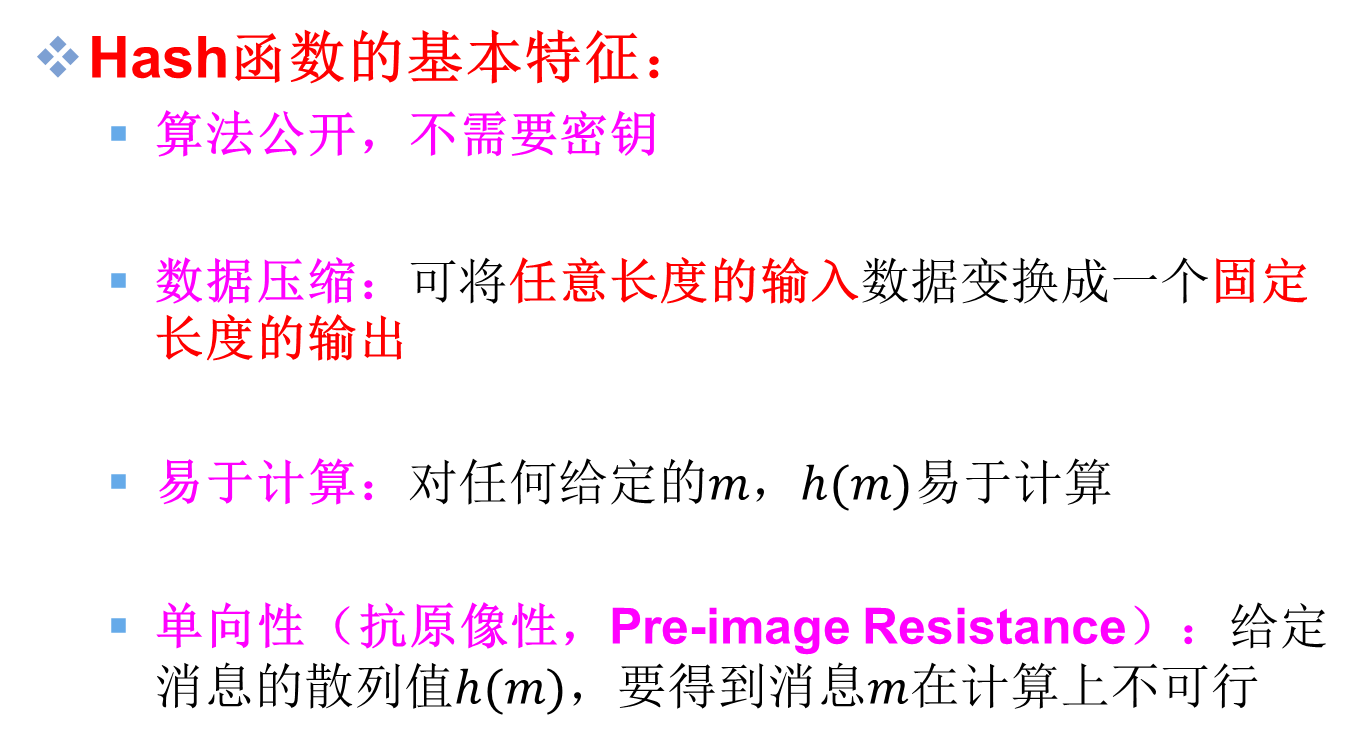 Hash函数的基本特征：
算法公开，不需要密钥
数据压缩：可将任意长度的输入数据变换成一个固定
长度的输出
易于计算：对任何给定的m，h(m)易于计算
单向性（抗原像性，Pre-image Resistance）：给定
消息的散列值h(m)，要得到消息m在计算上不可行